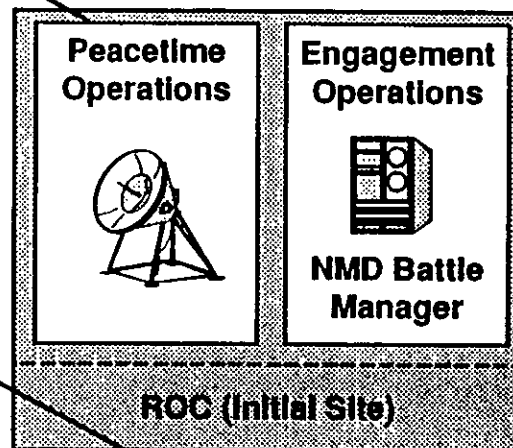 Peacetime
Operations
Engagement
Operations
NMD Battle
Manager
ROC (Initial Site)